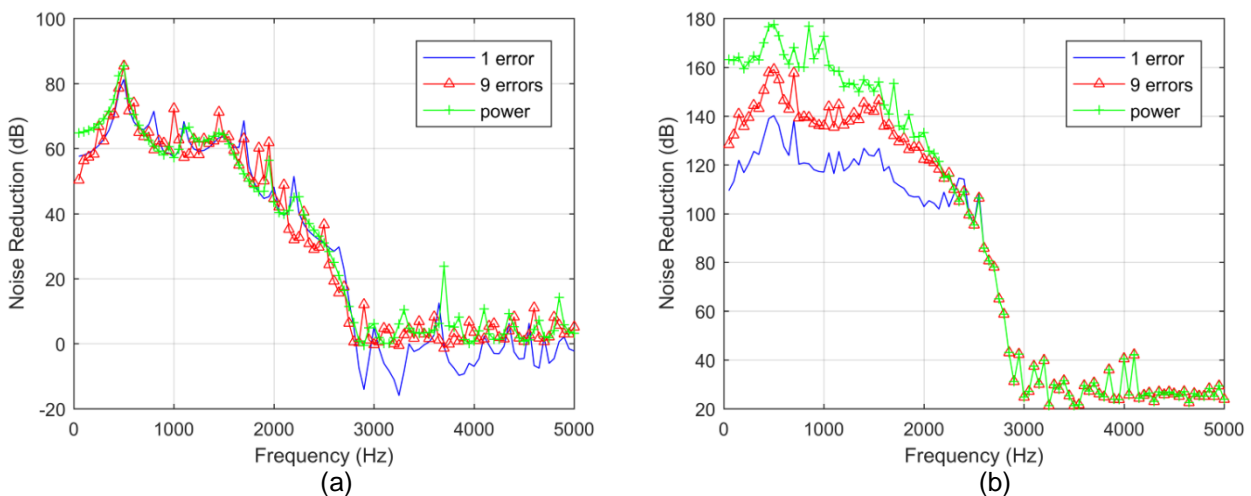 100
80
60
40
20
0
-20
Noise Reduction (dB)
0 1000 2000 3000 4000 5000
Frequency (Hz)
1 error
9 errors
power
(a)
180
160
140
120
100
80
60
40
20
Noise Reduction (dB)
0 1000 2000 3000 4000 5000
Frequency (Hz)
1 error
9 errors
power
(b)